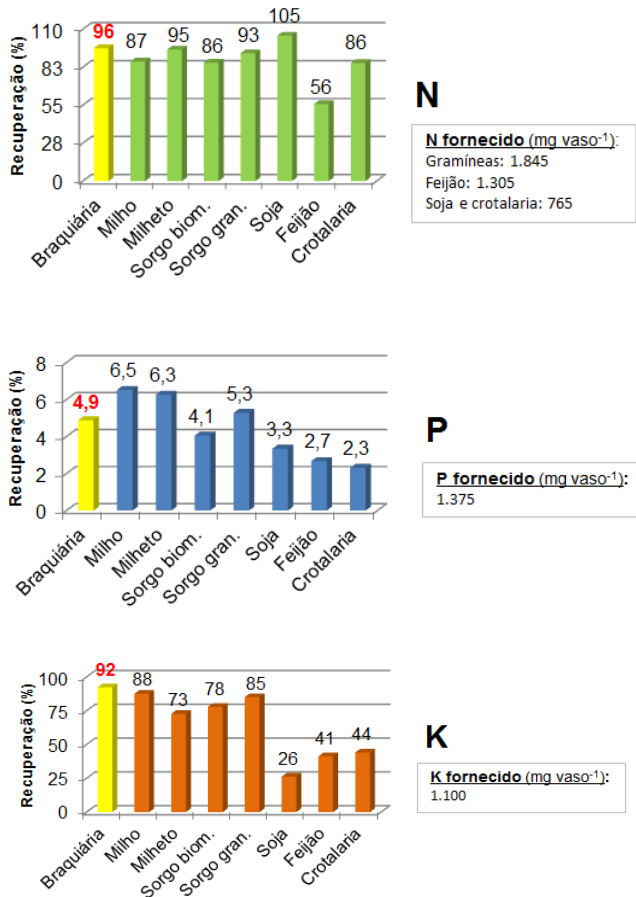 Recuperação (%)
110
83
55
28
0
96
87
95
86
93
105
56
86
Braquiária
Milho
Milheto
Sorgo biom.
Sorgo gran.
Soja
Feijão
Crotalaria
N
N fornecido (mg vaso-1):
Gramíneas: 1.845
Feijão: 1.305
Soja e crotalaria: 765
Recuperação (%)
8
6
4
2
0
4,9
6,5
6,3
4,1
5,3
3,3
2,7
2,3
Braquiária
Milho
Milheto
Sorgo biom.
Sorgo gran.
Soja
Feijão
Crotalaria
P
P fornecido (mg vaso-1):
1.375
Recuperação (%)
100
75
50
25
0
92
88
73
78
85
26
41
44
Braquiária
Milho
Milheto
Sorgo biom.
Sorgo gran.
Soja
Feijão
Crotalaria
K
K fornecido (mg vaso-1):
1.100